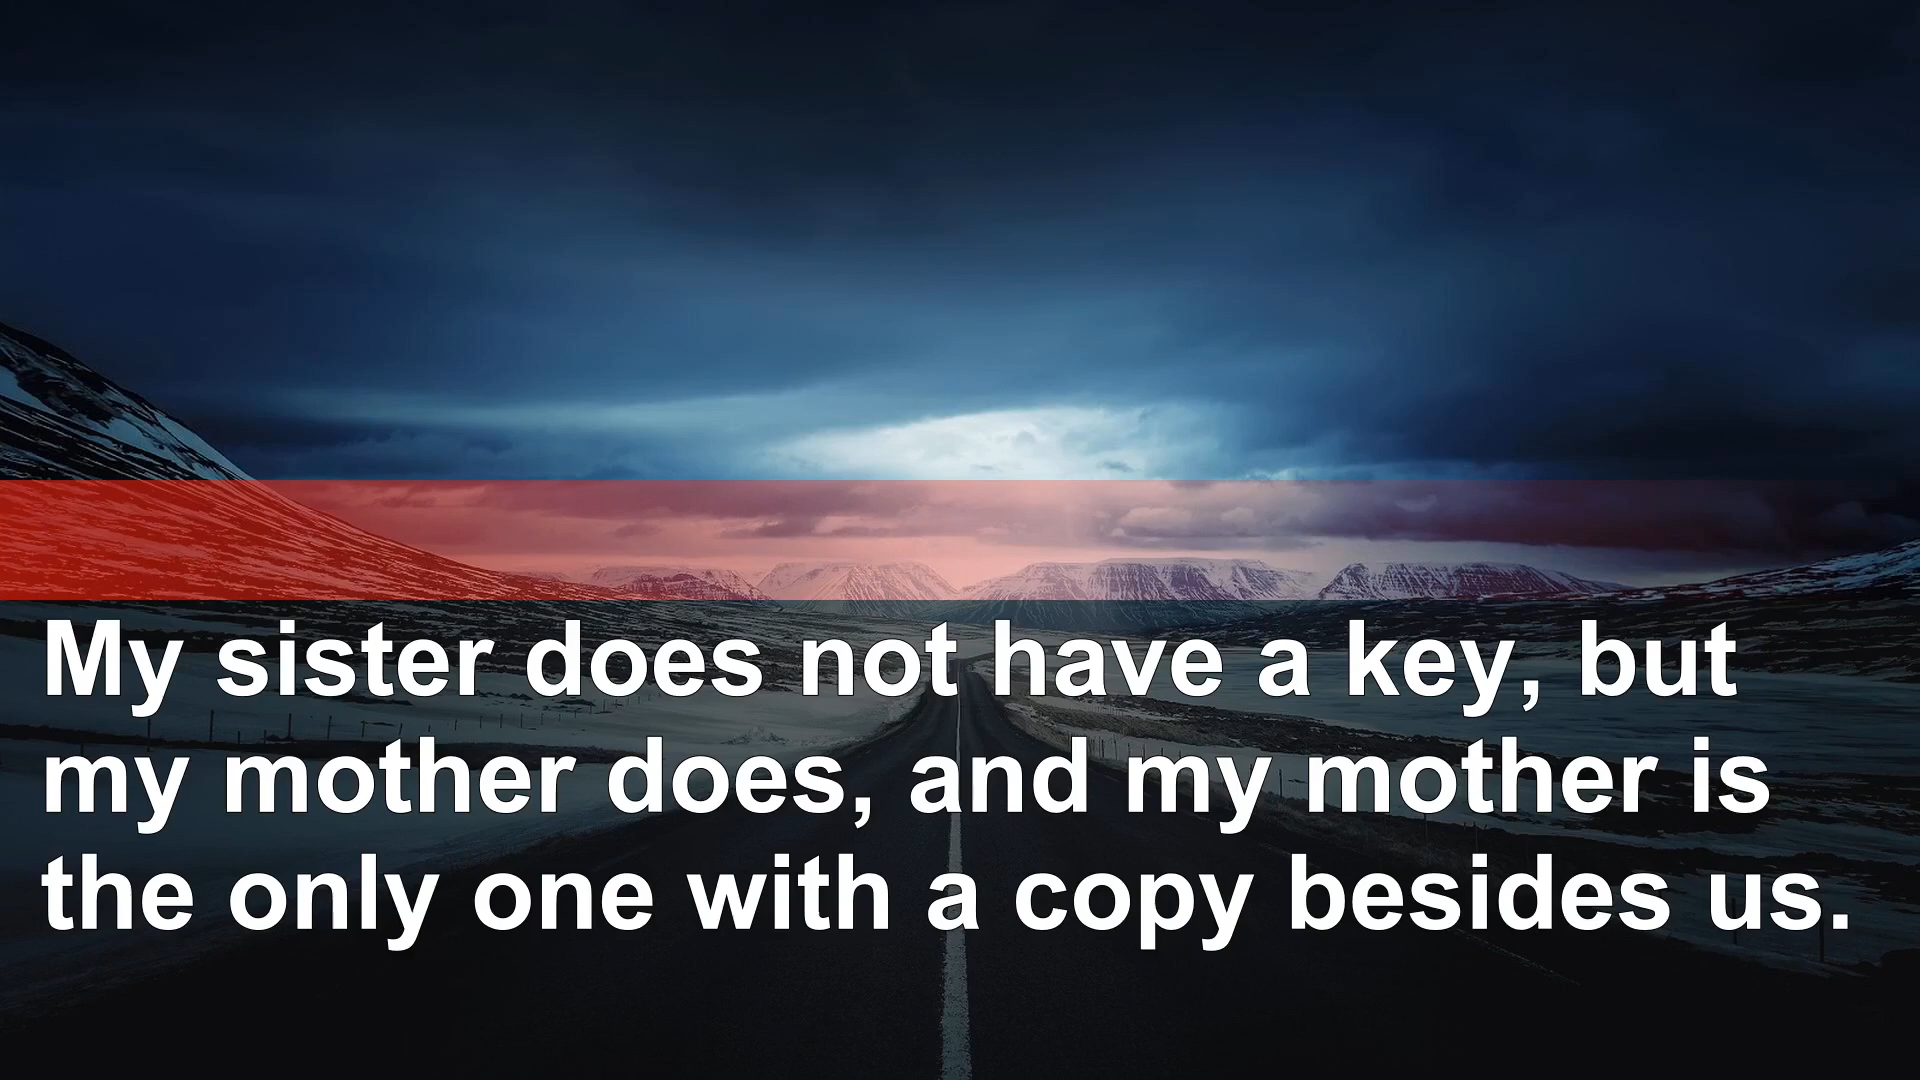 My sister does not have a key, but
my mother does, and my mother is
the only one with a copy besides us.